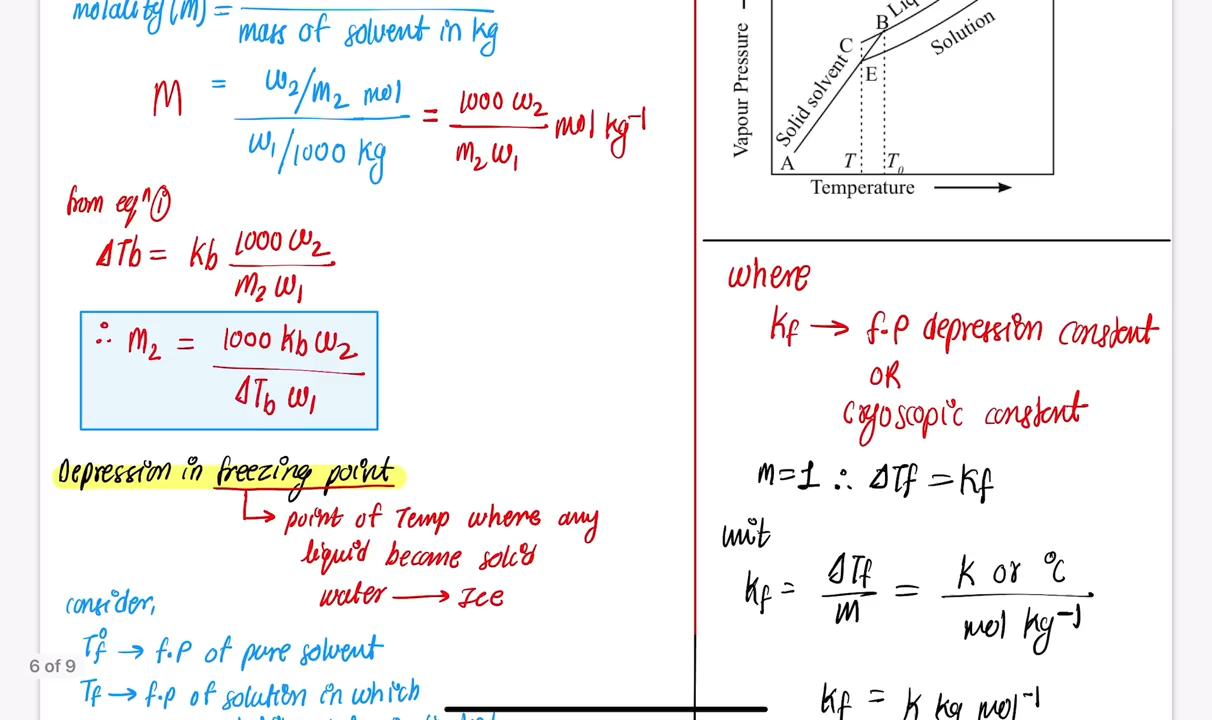 molality(m) =
mass of solvent in kg
M = w₂/m₂ mol / w₁/1000 kg = 1000 w₂ / m₂ w₁ mol kg⁻¹
from eqⁿ ①
ΔTb = Kb 1000 w₂ / m₂ w₁
∴ m₂ = 1000 Kb w₂ / ΔTb w₁
Depression in freezing point
↳ point of Temp where any
liquid become solid
water → Ice
consider,
Tf° → f.p of pure solvent
6 of 9
Tf → f.p of solution in which
Vapour Pressure
Solid solvent
Solution
A
B
C
E
T
T₀
Temperature →
where
Kf → f.p depression constant
OR
cryoscopic constant
m=1 ∴ ΔTf = Kf
unit
Kf = ΔTf / m = K or °C / mol kg⁻¹
Kf = K kg mol⁻¹